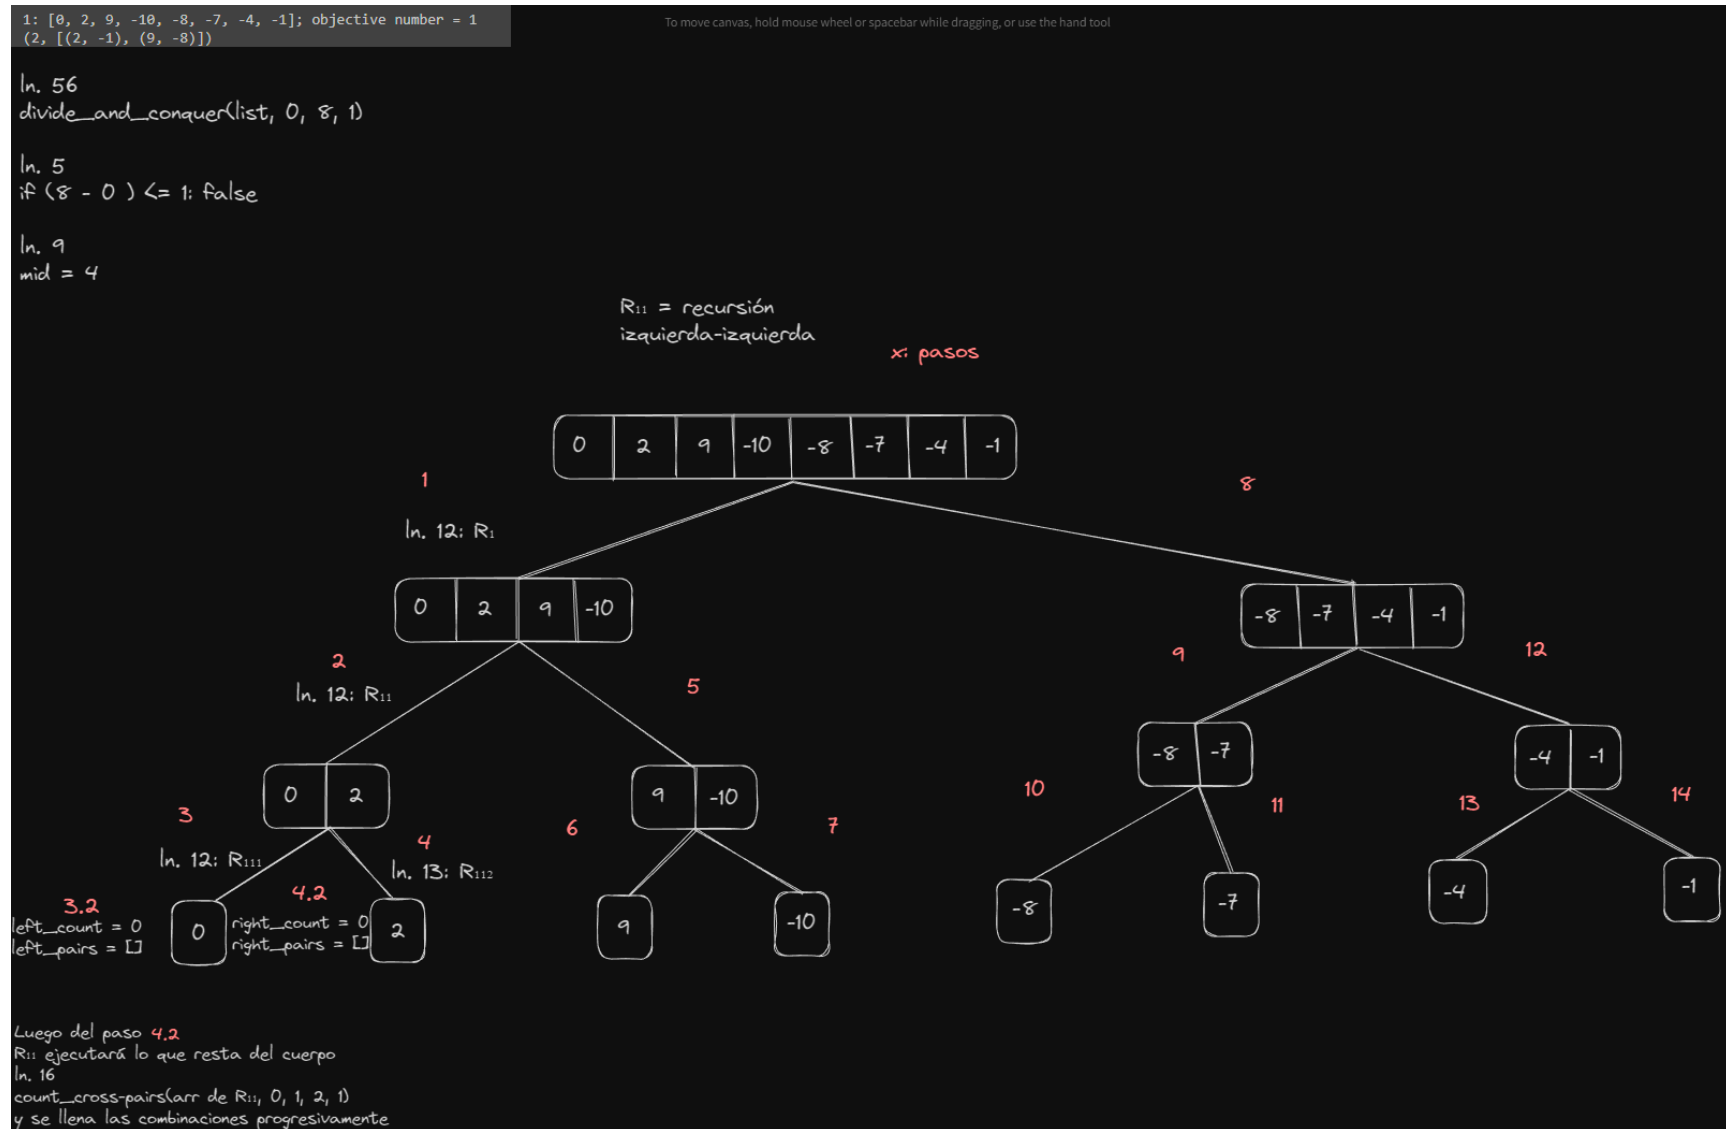 1: [0, 2, 9, -10, -8, -7, -4, -1]; objective number = 1
(2, [(2, -1), (9, -8)])
To move canvas, hold mouse wheel or spacebar while dragging, or use the hand tool
ln. 56
divide_and_conquer(list, 0, 8, 1)
ln. 5
if (8 - 0 ) <= 1: false
ln. 9
mid = 4
R₁₁ = recursión
izquierda-izquierda
x: pasos
0 2 9 -10 -8 -7 -4 -1
1
8
ln. 12: R₁
0 2 9 -10
-8 -7 -4 -1
2
ln. 12: R₁₁
5
9
12
0 2
9 -10
-8 -7
-4 -1
3
ln. 12: R₁₁₁
4
ln. 13: R₁₁₂
6
7
10
11
13
14
3.2
left_count = 0
left_pairs = []
0
4.2
right_count = 0
right_pairs = []
2
9
-10
-8
-7
-4
-1
Luego del paso 4.2
R₁₁ ejecutará lo que resta del cuerpo
ln. 16
count_cross-pairs(arr de R₁₁, 0, 1, 2, 1)
y se llena las combinaciones progresivamente